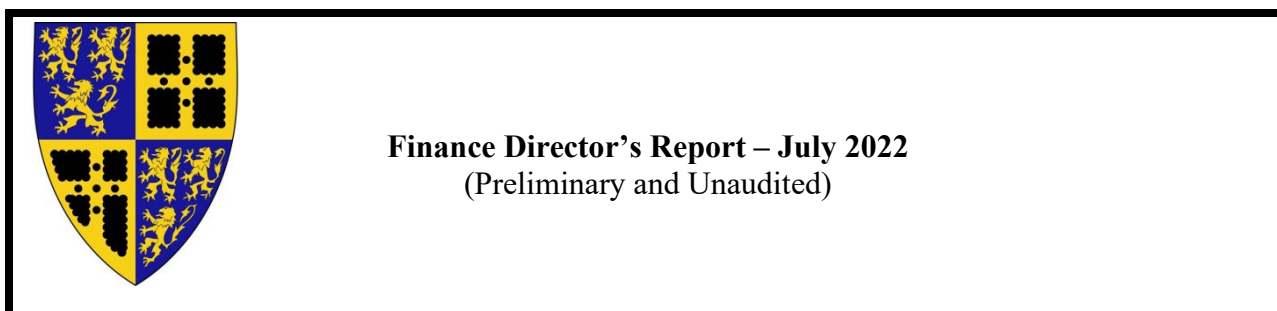 Finance Director’s Report – July 2022
(Preliminary and Unaudited)